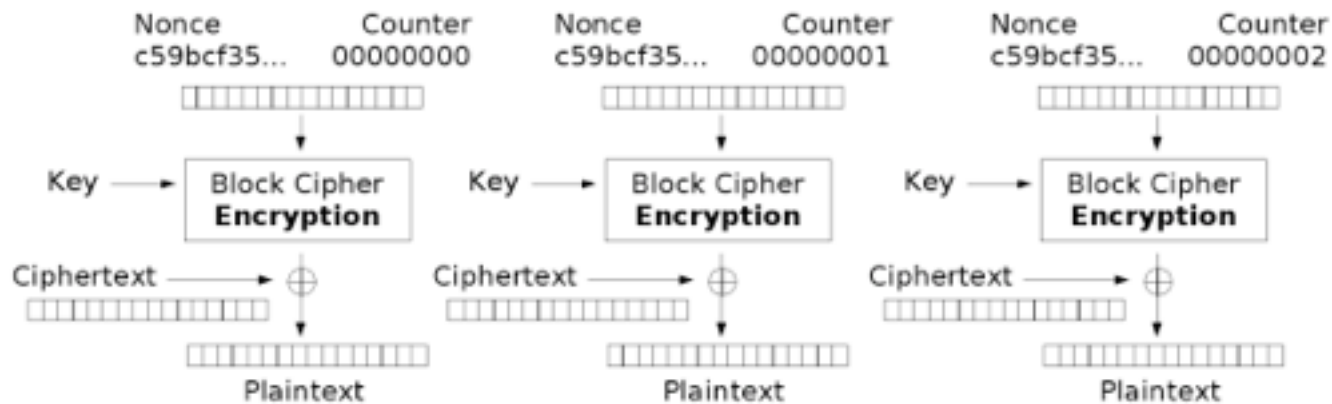 Nonce Counter Nonce Counter Nonce Counter
c59bcf35... 00000000 c59bcf35... 00000001 c59bcf35... 00000002
Key Block Cipher Key Block Cipher Key Block Cipher
Encryption Encryption Encryption
Ciphertext Ciphertext Ciphertext
Plaintext Plaintext Plaintext